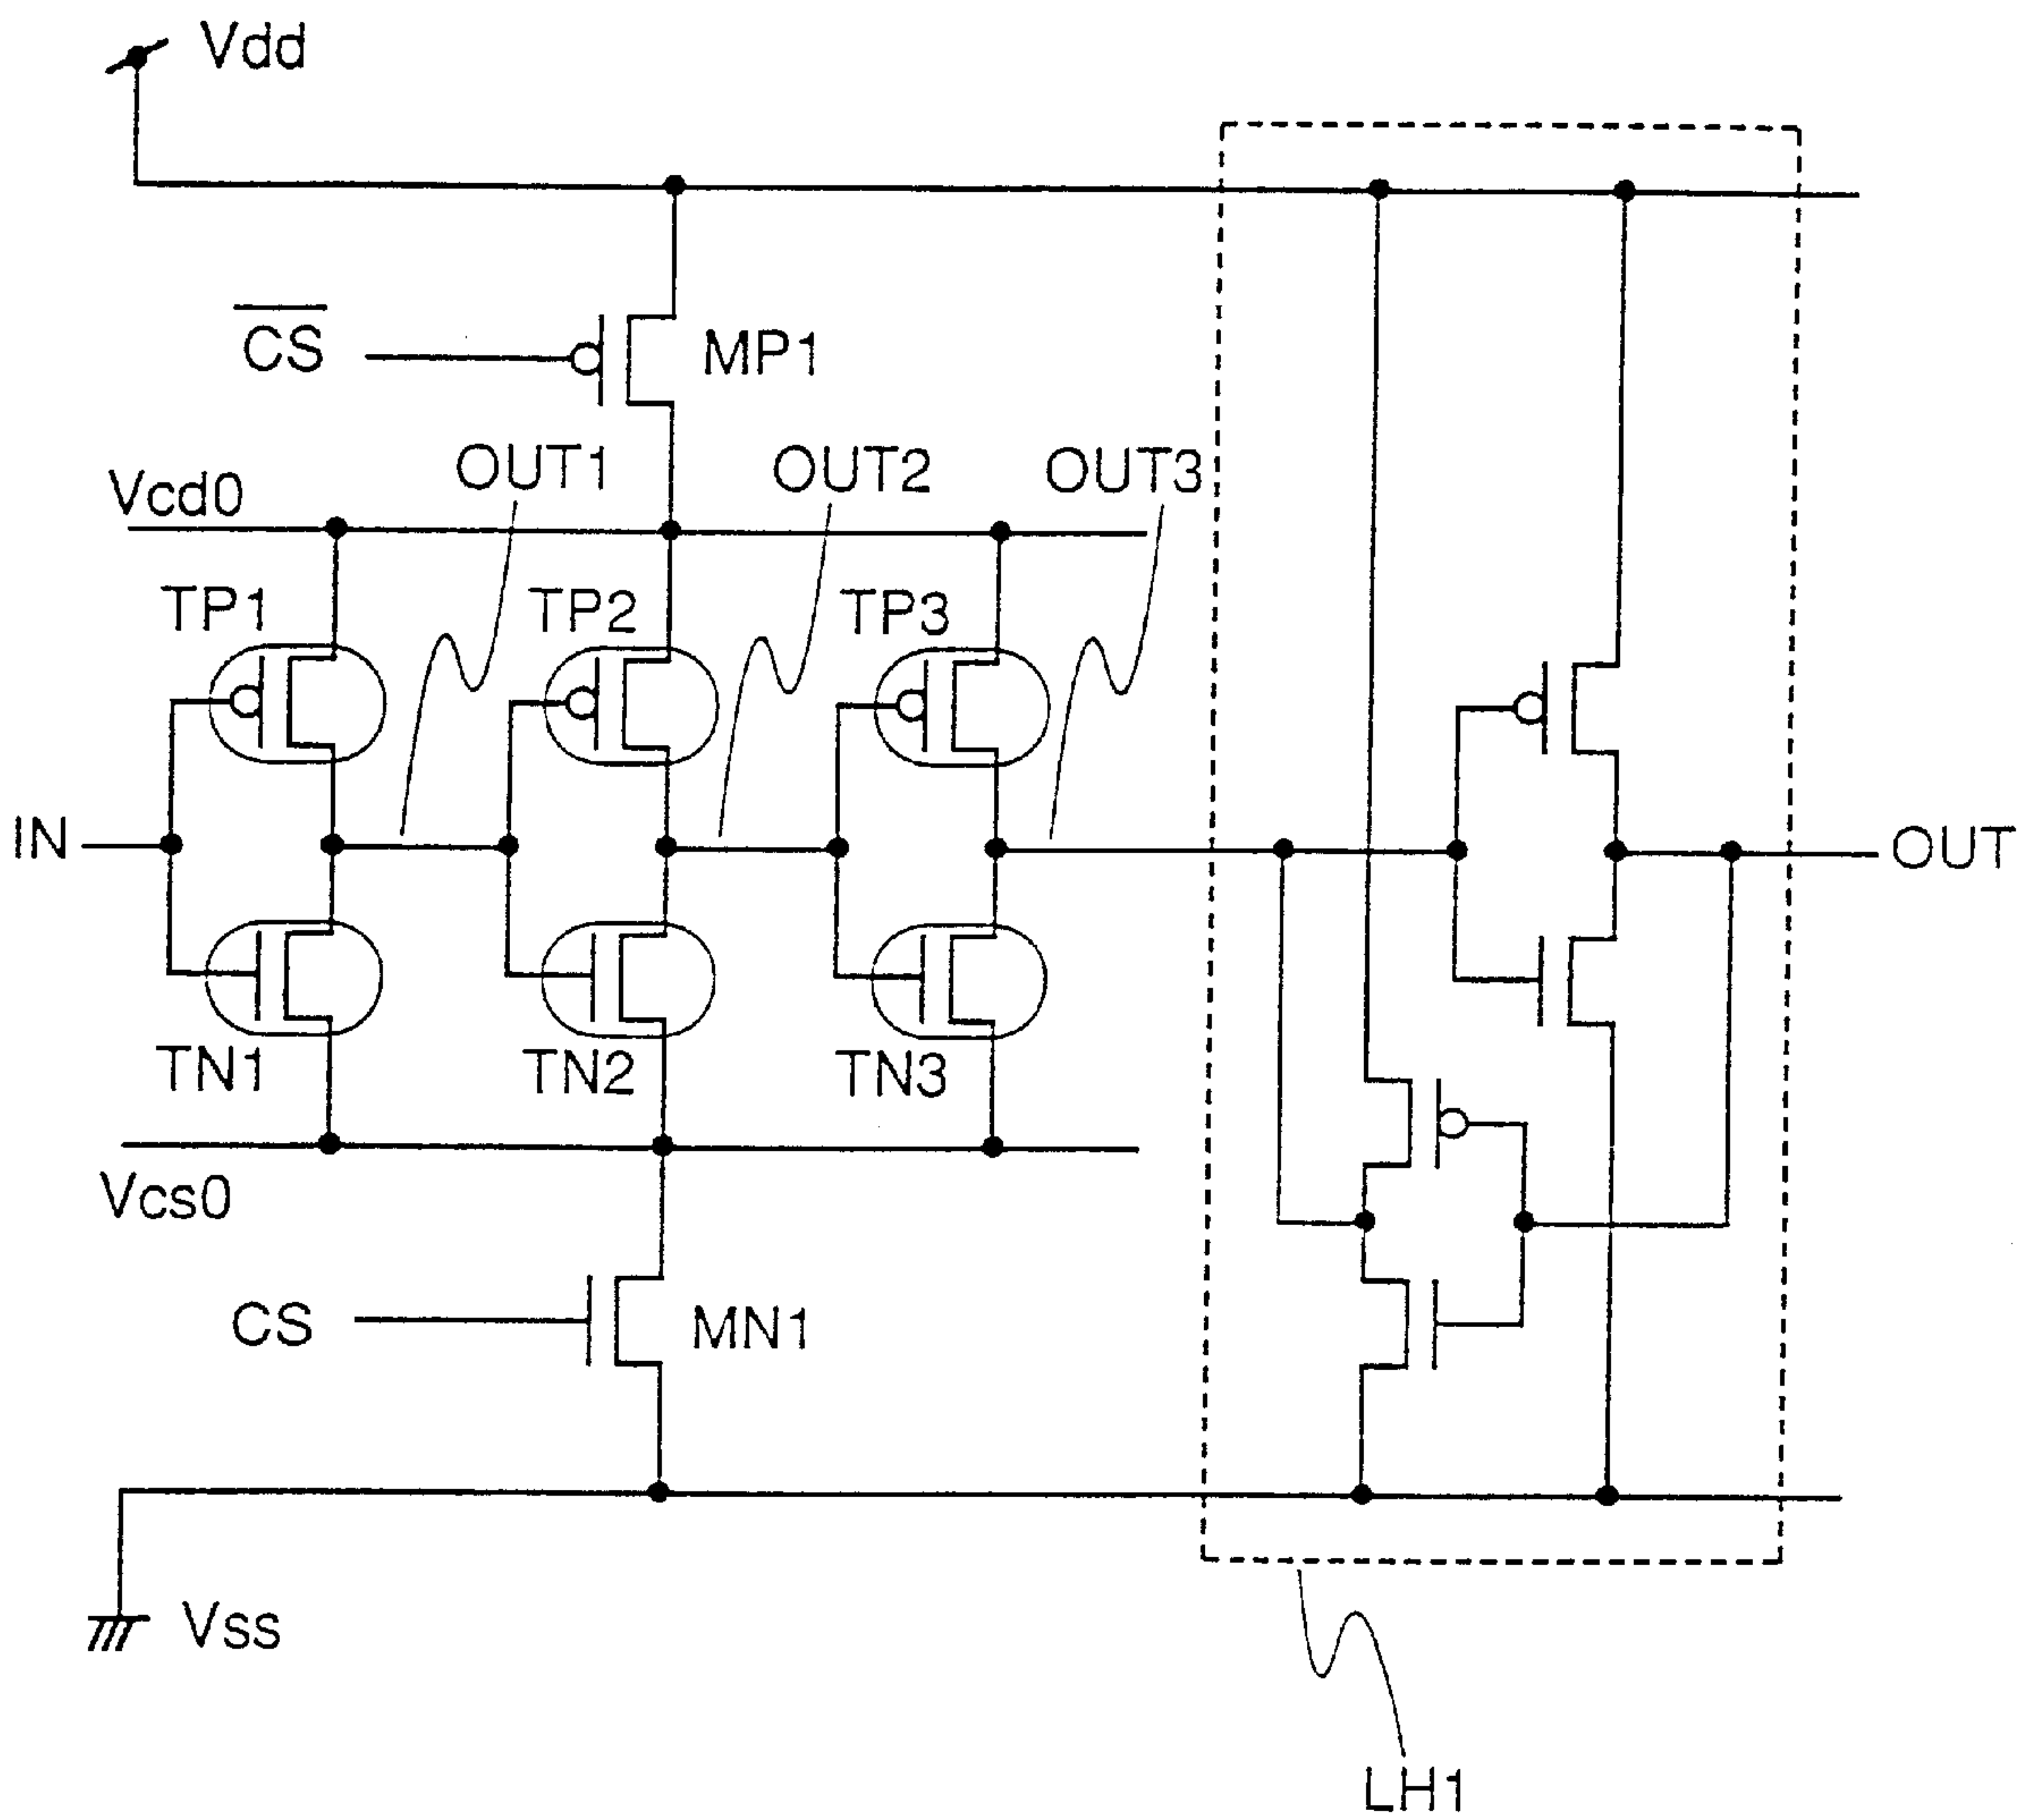 Vdd
C̅S̅
MP1
OUT1
OUT2
OUT3
Vcd0
TP1
TP2
TP3
IN
OUT
TN1
TN2
TN3
Vcs0
CS
MN1
Vss
LH1